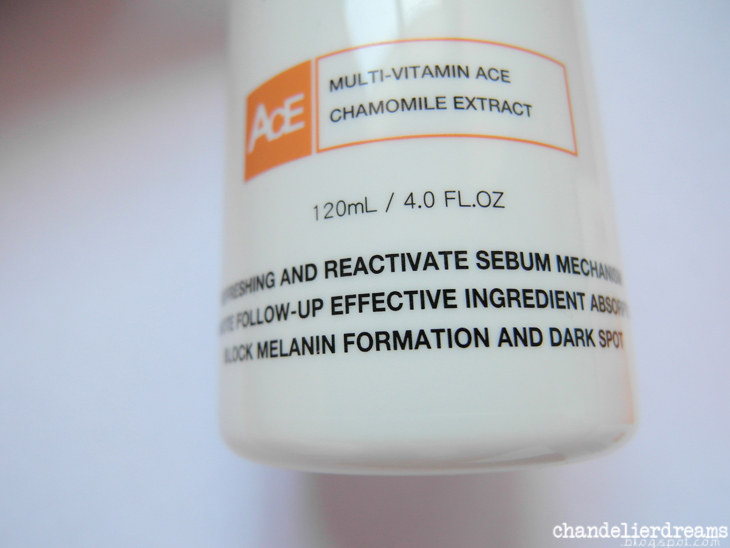 AcE
MULTI-VITAMIN ACE
CHAMOMILE EXTRACT
120mL / 4.0 FL.OZ
AND REACTIVATE SEBUM
FOLLOW-UP EFFECTIVE INGREDIENT
MELANIN FORMATION AND DARK SPOT
chandelierdreams
.blogspot.com